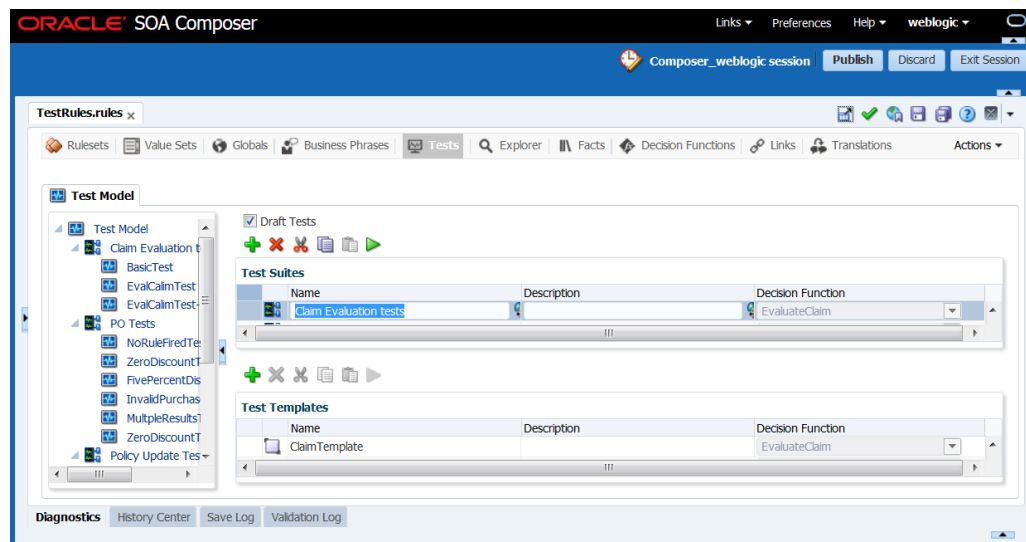 ORACLE® SOA Composer Links Preferences Help weblogic
Composer_weblogic session Publish Discard Exit Session
TestRules.rules x
Rulesets Value Sets Globals Business Phrases Tests Explorer Facts Decision Functions Links Translations Actions
Test Model
Test Model
Claim Evaluation t
BasicTest
EvalCalimTest
EvalCalimTest-
PO Tests
NoRuleFiredTe
ZeroDiscountT
FivePercentDis
InvalidPurchas
MultpleResultsT
ZeroDiscountT
Policy Update Tes
Draft Tests
Test Suites
Name Description Decision Function
Claim Evaluation tests EvaluateClaim
Test Templates
Name Description Decision Function
ClaimTemplate EvaluateClaim
Diagnostics History Center Save Log Validation Log